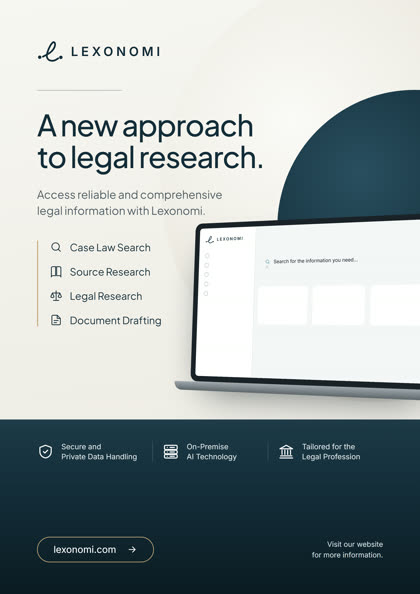 LEXONOMI
A new approach
to legal research.
Access reliable and comprehensive
legal information with Lexonomi.
Case Law Search
Source Research
Legal Research
Document Drafting
LEXONOMI
Search for the information you need...
Secure and
Private Data Handling
On-Premise
AI Technology
Tailored for the
Legal Profession
lexonomi.com
Visit our website
for more information.